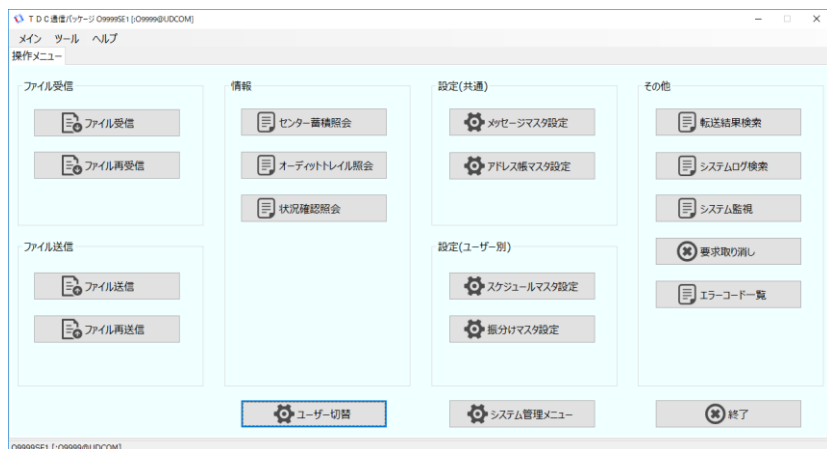 TDC通信パッケージ O9999SE1 [:O9999@UDCOM]
メイン ツール ヘルプ
操作メニュー
ファイル受信
ファイル受信
ファイル再受信
ファイル送信
ファイル送信
ファイル再送信
情報
センター蓄積照会
オーディットトレイル照会
状況確認照会
設定(共通)
メッセージマスタ設定
アドレス帳マスタ設定
設定(ユーザー別)
スケジュールマスタ設定
振分けマスタ設定
その他
転送結果検索
システムログ検索
システム監視
要求取り消し
エラーコード一覧
ユーザー切替
システム管理メニュー
終了
O9999SE1 [:O9999@UDCOM]